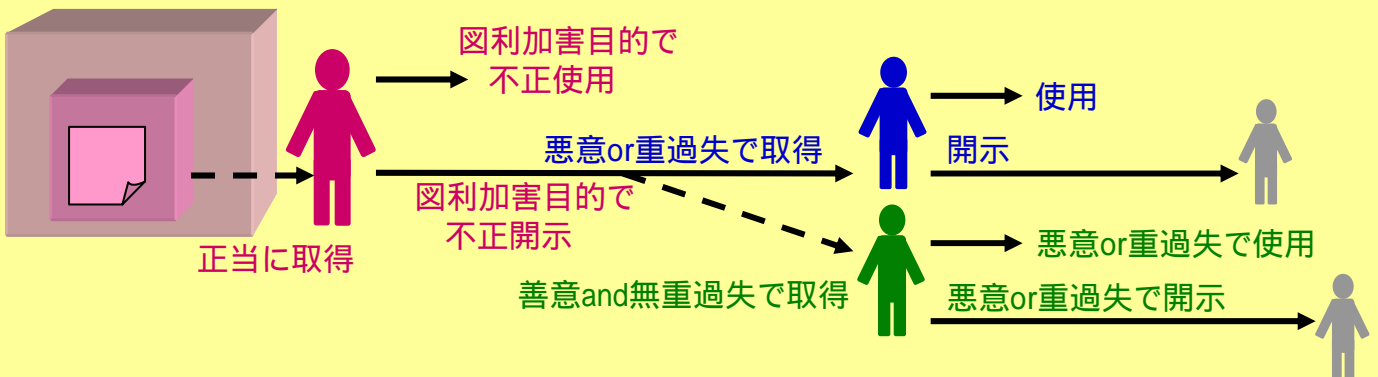 図利加害目的で
不正使用
使用
悪意or重過失で取得
開示
図利加害目的で
不正開示
正当に取得
悪意or重過失で使用
善意and無重過失で取得
悪意or重過失で開示